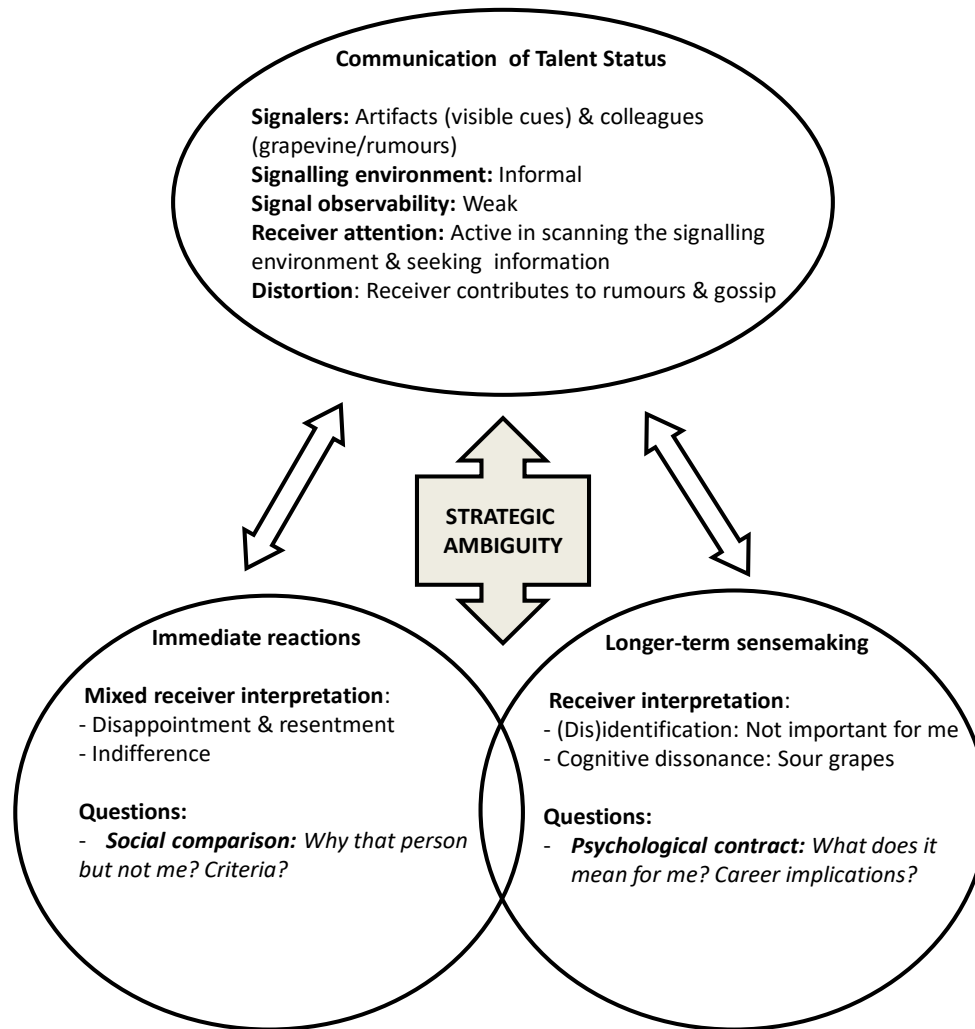 Communication of Talent Status
Signalers: Artifacts (visible cues) & colleagues
(grapevine/rumours)
Signalling environment: Informal
Signal observability: Weak
Receiver attention: Active in scanning the signalling
environment & seeking information
Distortion: Receiver contributes to rumours & gossip
STRATEGIC
AMBIGUITY
Immediate reactions
Mixed receiver interpretation:
- Disappointment & resentment
- Indifference
Questions:
- Social comparison: Why that person
but not me? Criteria?
Longer-term sensemaking
Receiver interpretation:
- (Dis)identification: Not important for me
- Cognitive dissonance: Sour grapes
Questions:
- Psychological contract: What does it
mean for me? Career implications?